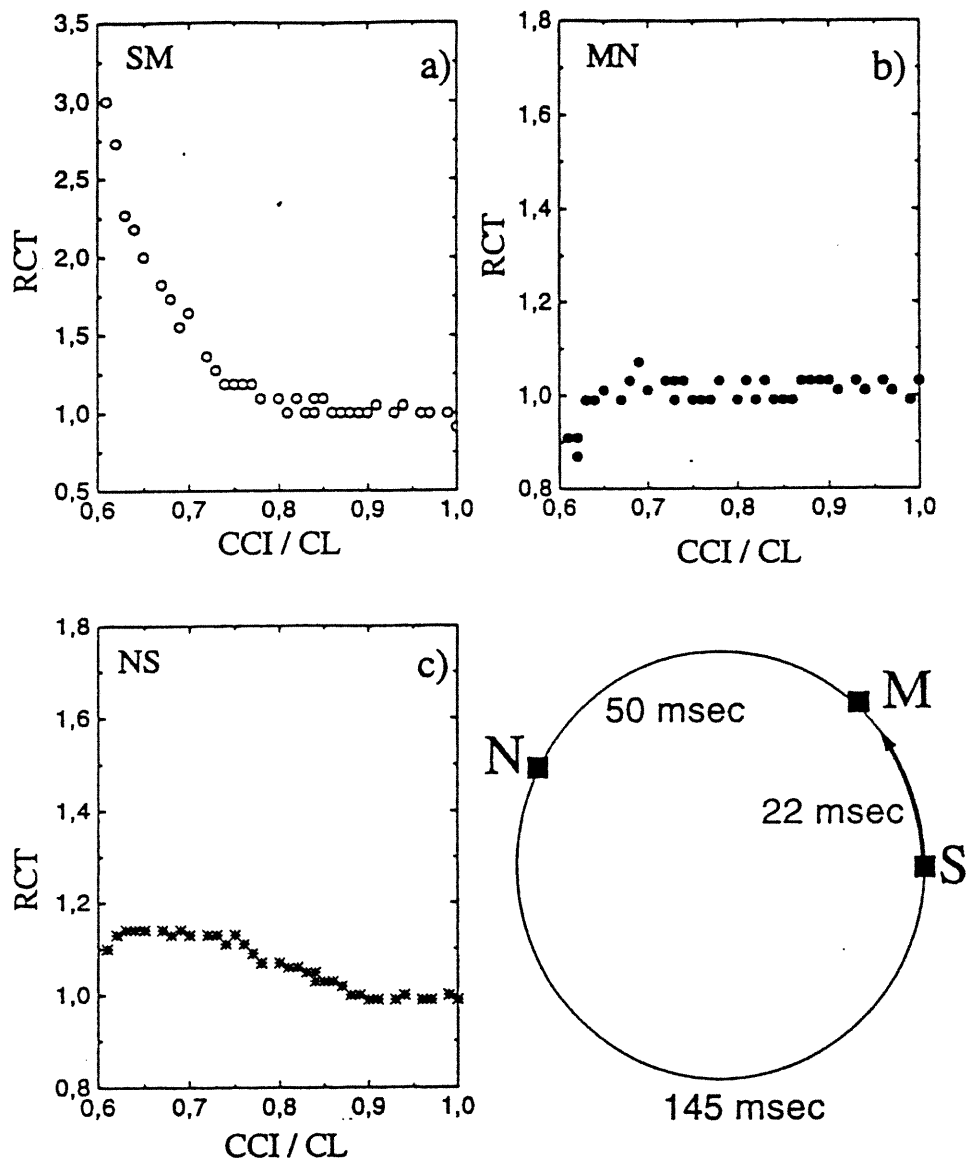 SM
a)
3,5
3,0
2,5
2,0
1,5
1,0
0,5
RCT
0,6 0,7 0,8 0,9 1,0
CCI / CL
MN
b)
1,8
1,6
1,4
1,2
1,0
0,8
RCT
0,6 0,7 0,8 0,9 1,0
CCI / CL
NS
c)
1,8
1,6
1,4
1,2
1,0
0,8
RCT
0,6 0,7 0,8 0,9 1,0
CCI / CL
M
50 msec
N
22 msec
S
145 msec